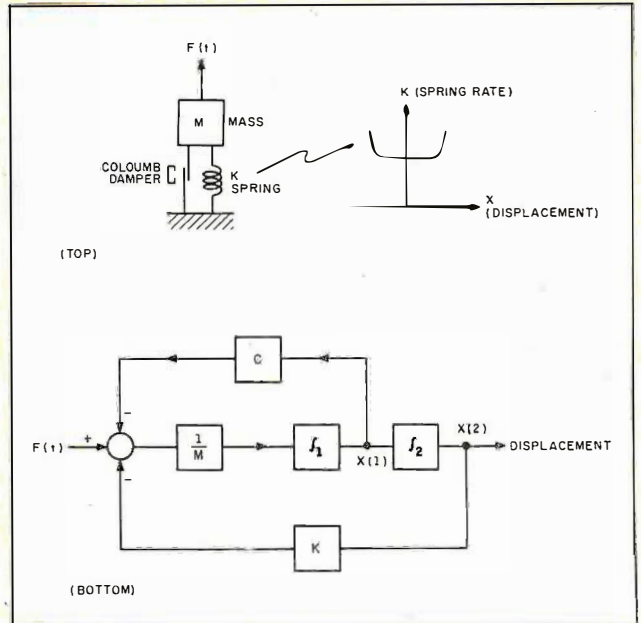 F(t)
K (SPRING RATE)
M
MASS
COLOUMB
DAMPER
C
K
SPRING
X
(DISPLACEMENT)
(TOP)
C
F(t)
+
−
−
1
M
∫1
X(1)
∫2
X(2)
DISPLACEMENT
K
(BOTTOM)